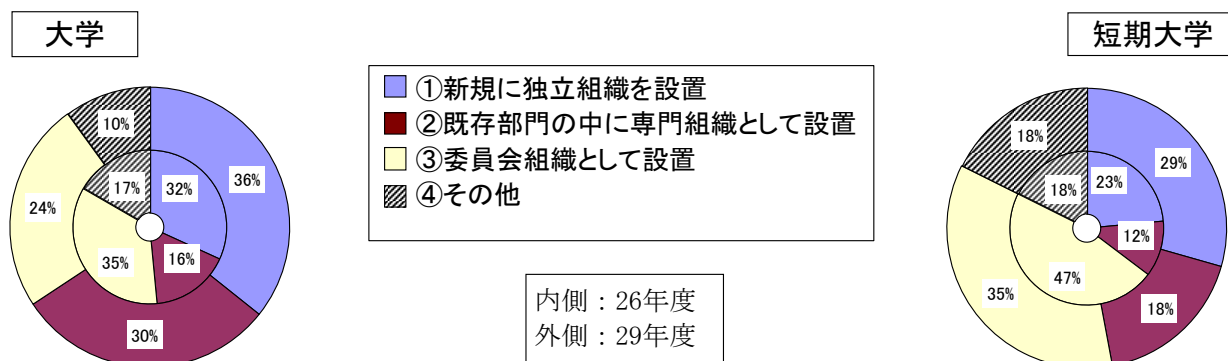 大学
短期大学
①新規に独立組織を設置
②既存部門の中に専門組織として設置
③委員会組織として設置
④その他
10%
36%
17%
32%
24%
35%
16%
30%
18%
29%
18%
23%
12%
47%
35%
18%
内側：26年度
外側：29年度